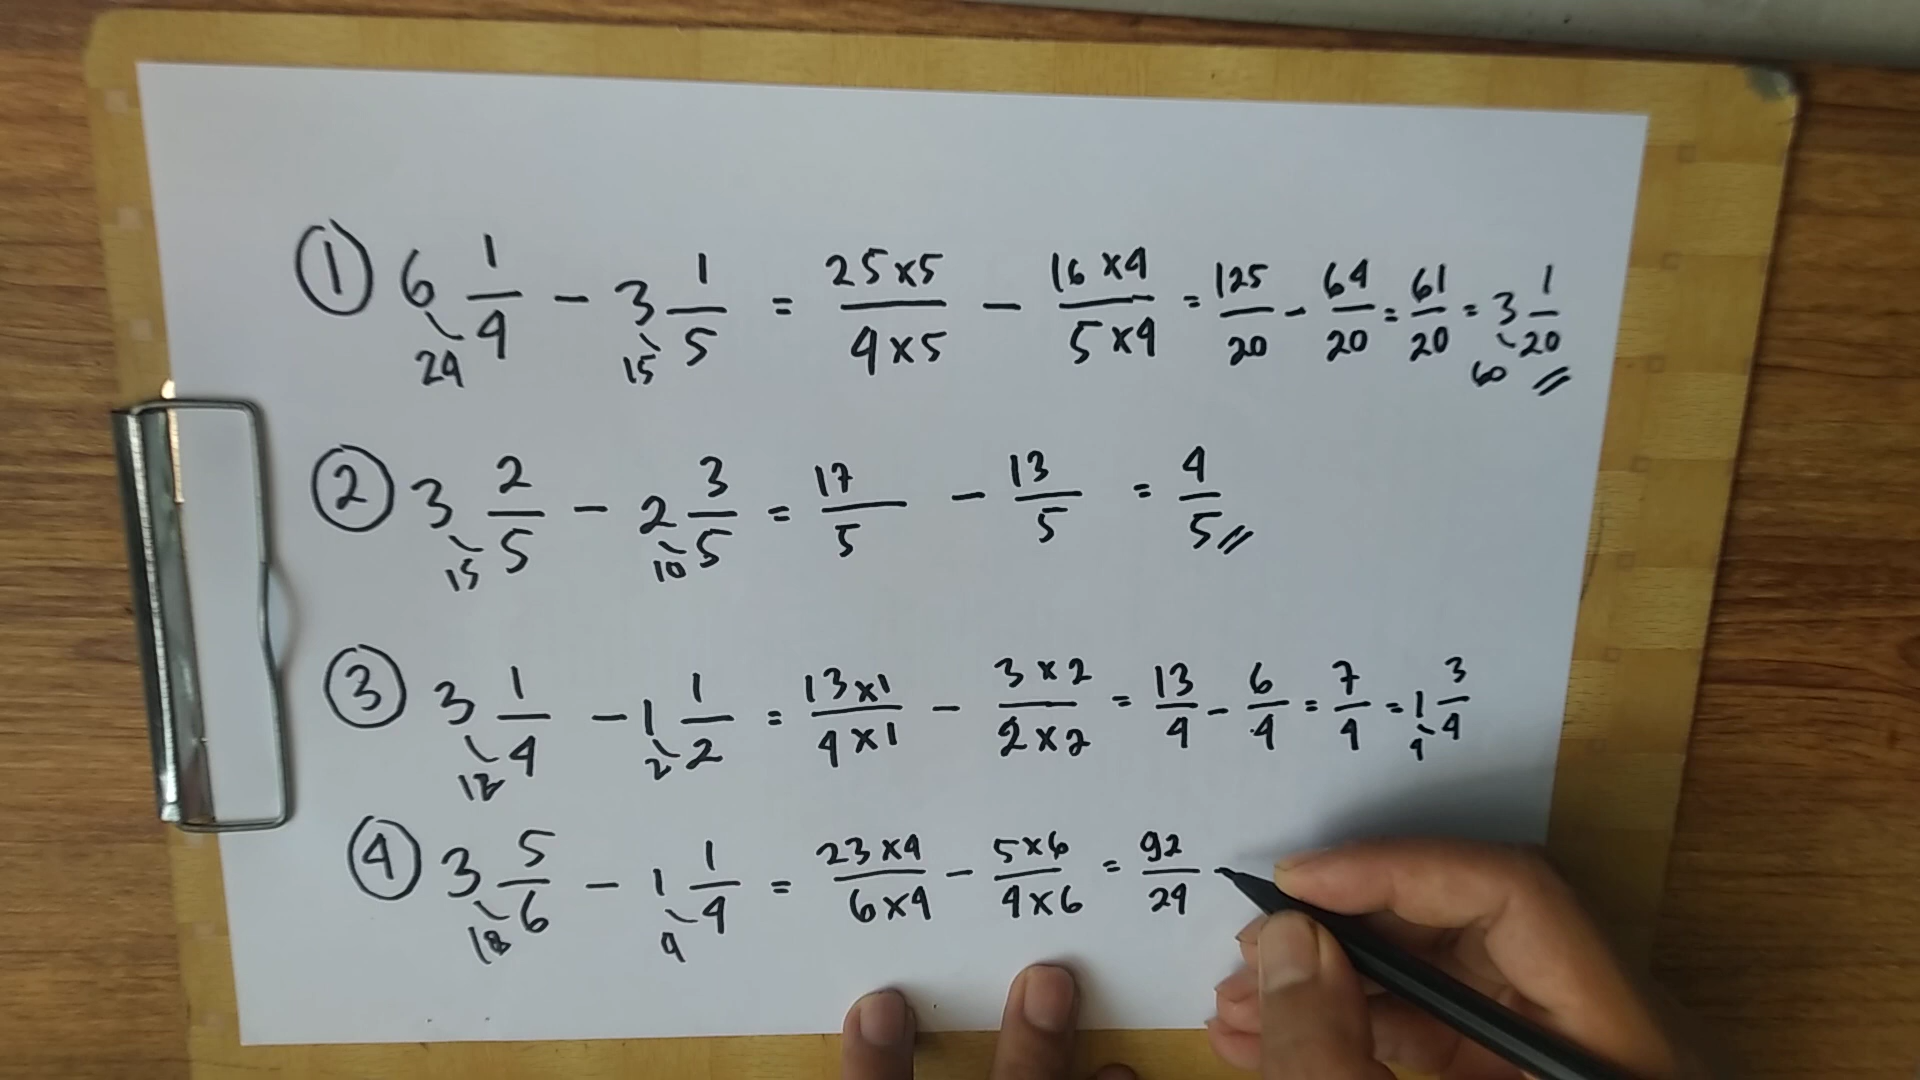 ① 6 1/4 - 3 1/5 = 25×5/4×5 - 16×4/5×4 = 125/20 - 64/20 = 61/20 = 3 1/20 //
24 15 60
② 3 2/5 - 2 3/5 = 17/5 - 13/5 = 4/5 //
15 10
③ 3 1/4 - 1 1/2 = 13×1/4×1 - 3×2/2×2 = 13/4 - 6/4 = 7/4 = 1 3/4
12 2 4
④ 3 5/6 - 1 1/4 = 23×4/6×4 - 5×6/4×6 = 92/24 -
18 4